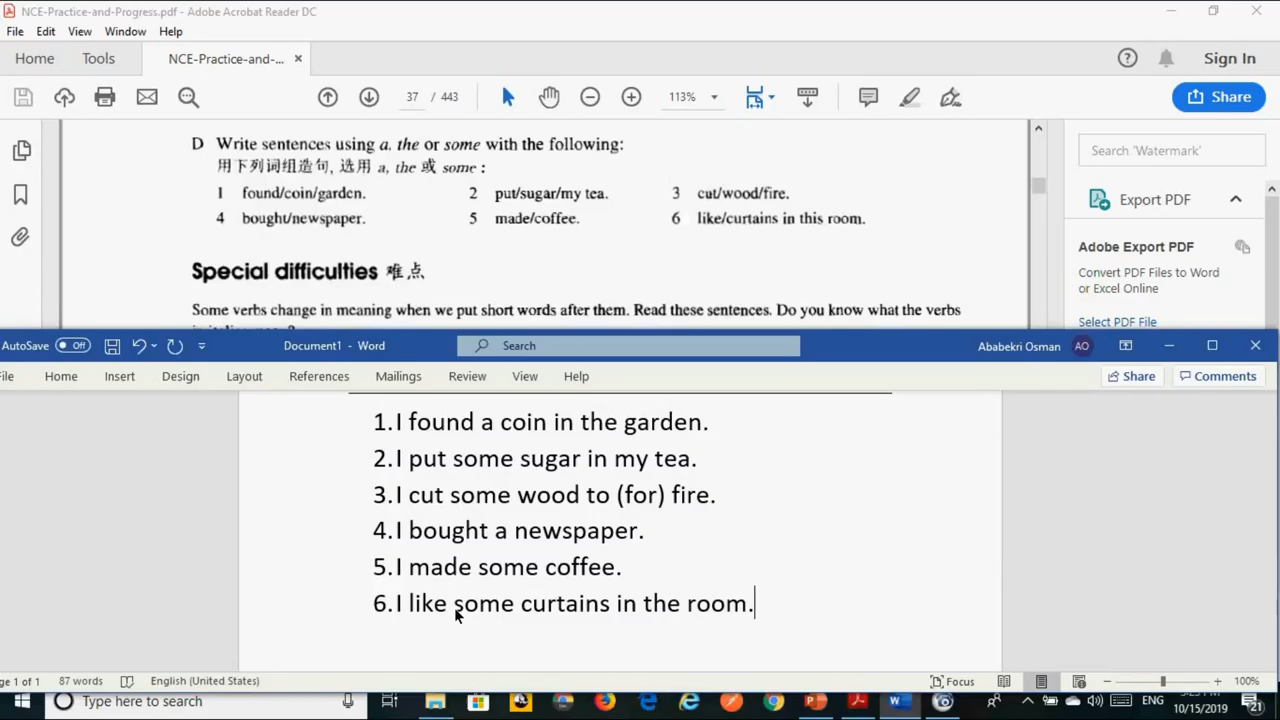 NCE-Practice-and-Progress.pdf - Adobe Acrobat Reader DC
File Edit View Window Help
Home Tools NCE-Practice-and-... × Sign In
37 / 443 113% Share
D Write sentences using a, the or some with the following:
用下列词组造句, 选用 a, the 或 some :
1 found/coin/garden. 2 put/sugar/my tea. 3 cut/wood/fire.
4 bought/newspaper. 5 made/coffee. 6 like/curtains in this room.
Special difficulties 难点
Some verbs change in meaning when we put short words after them. Read these sentences. Do you know what the verbs
Search 'Watermark'
Export PDF
Adobe Export PDF
Convert PDF Files to Word
or Excel Online
Select PDF File
AutoSave Off Document1 - Word Search Ababekri Osman AO
File Home Insert Design Layout References Mailings Review View Help Share Comments
1. I found a coin in the garden.
2. I put some sugar in my tea.
3. I cut some wood to (for) fire.
4. I bought a newspaper.
5. I made some coffee.
6. I like some curtains in the room.
age 1 of 1 87 words English (United States) Focus 100%
Type here to search ENG
10/15/2019 21